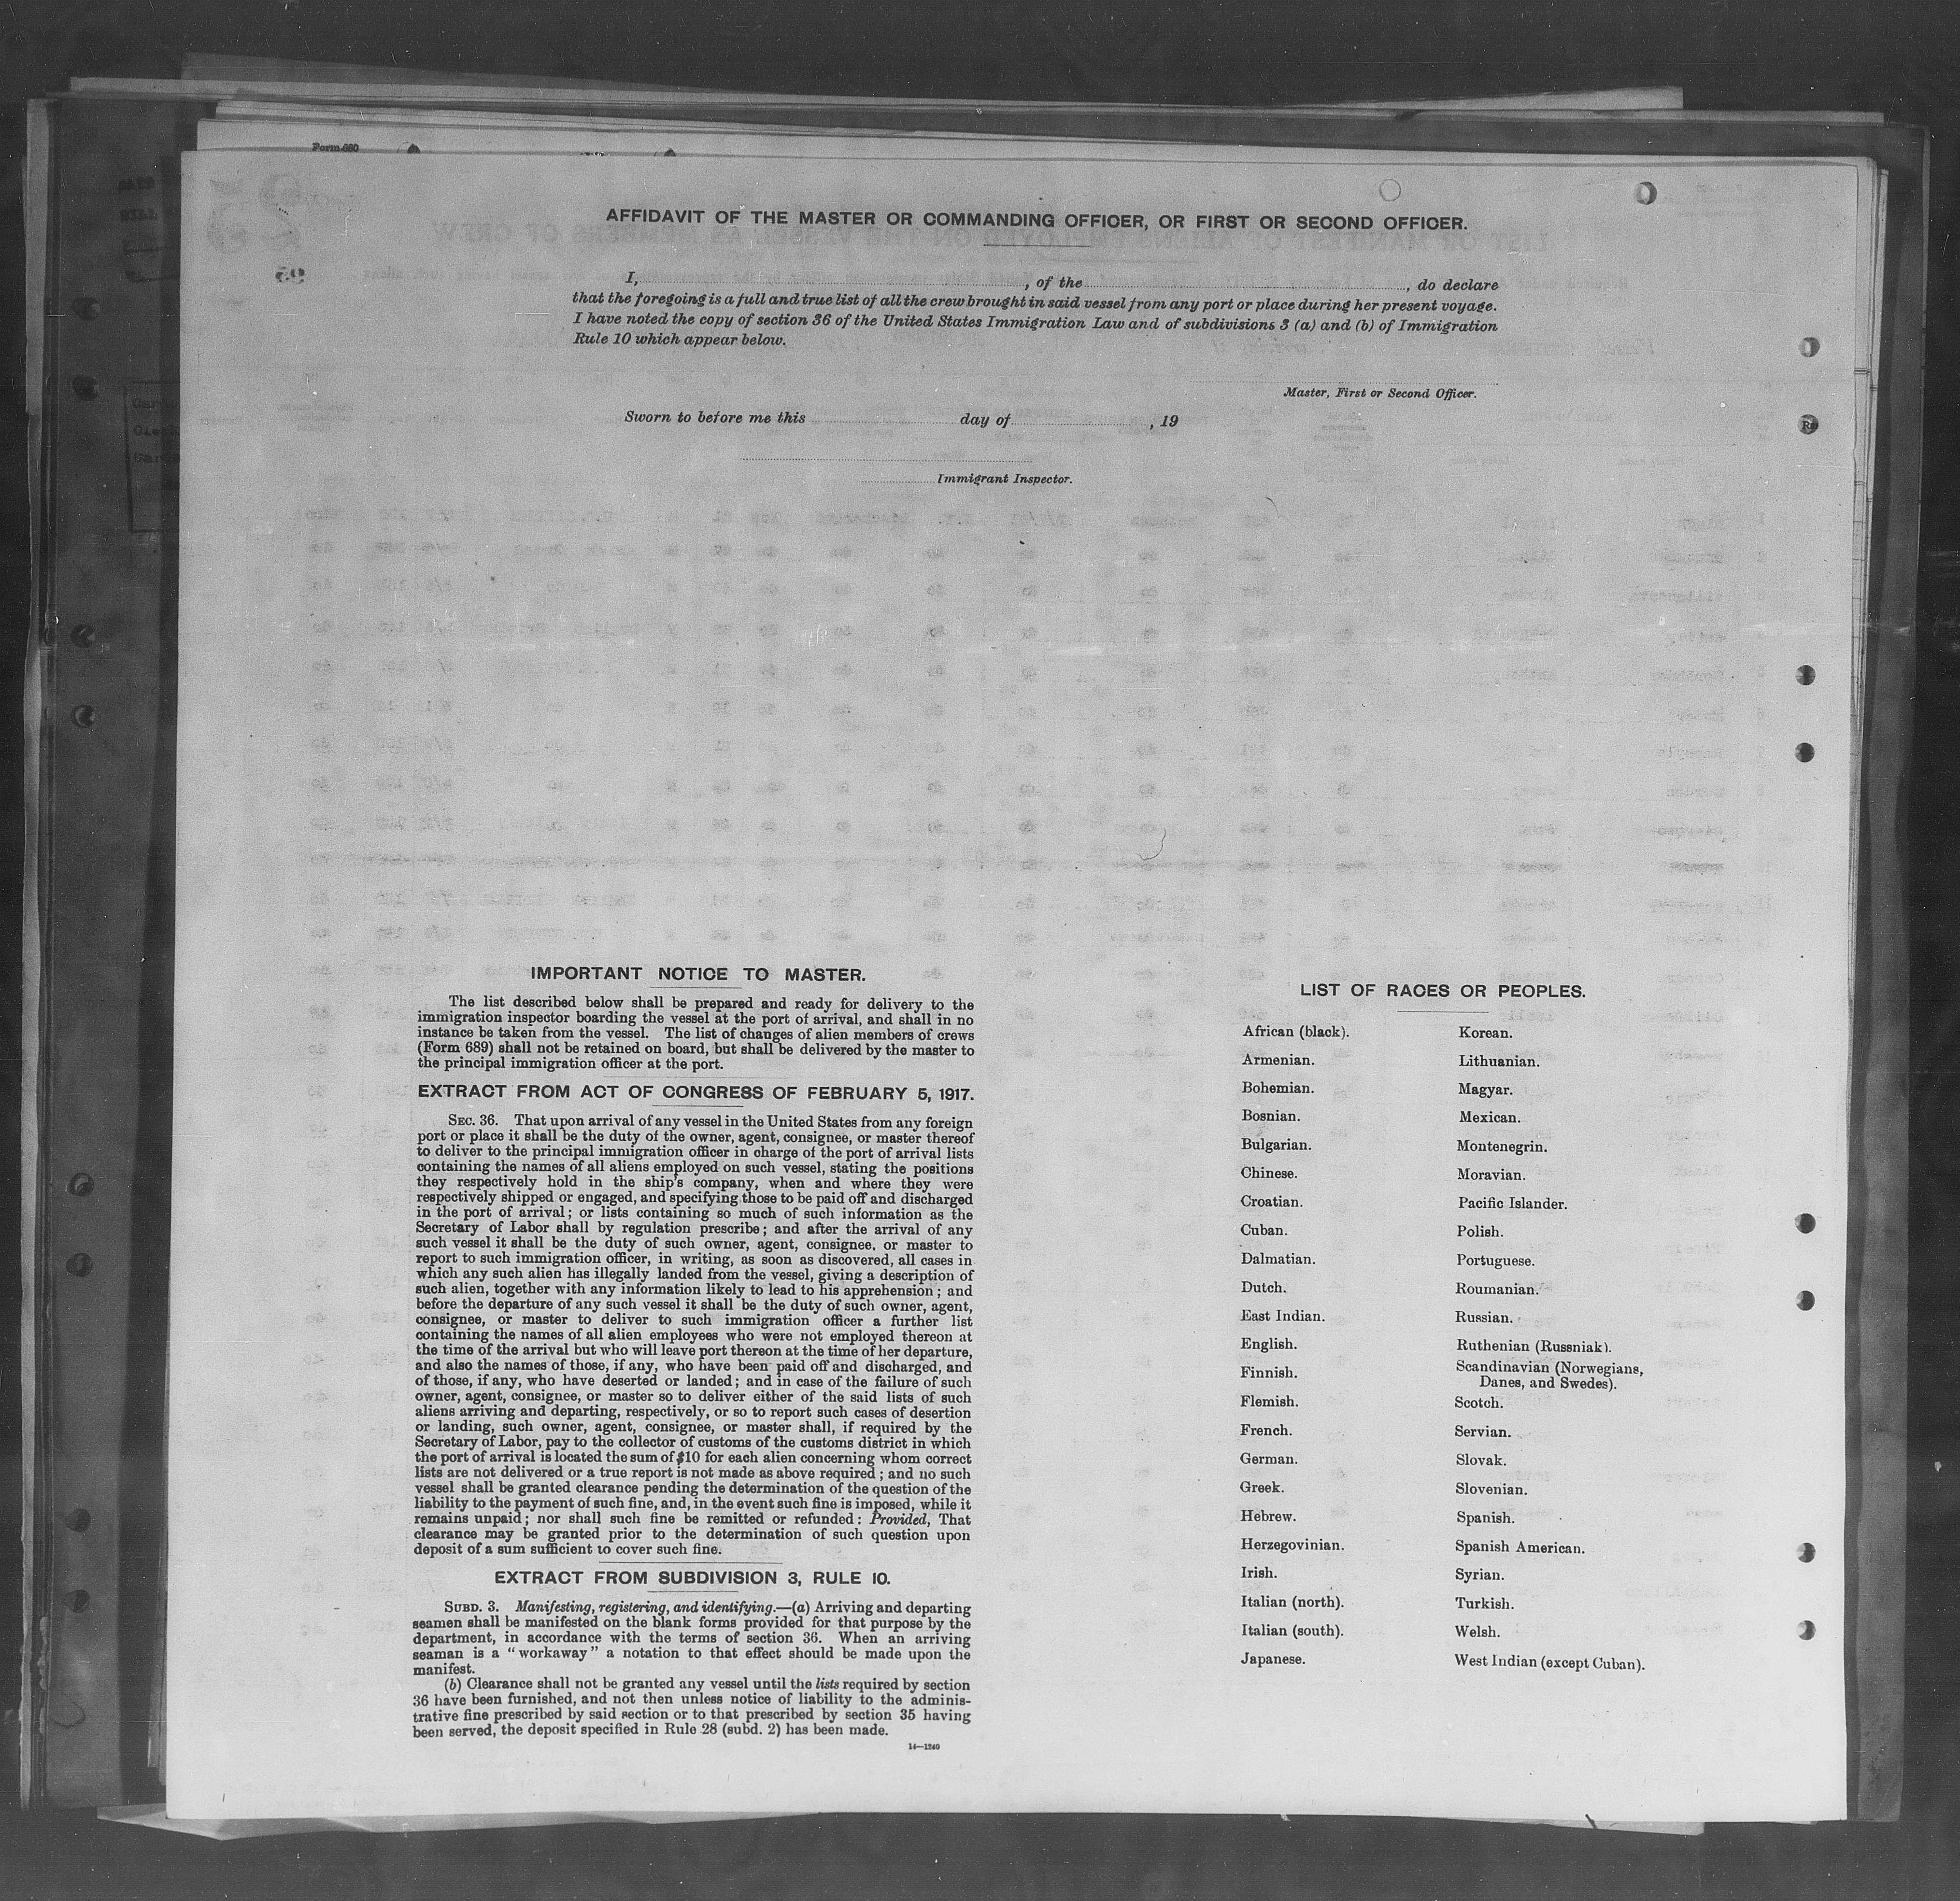 Form 680
AFFIDAVIT OF THE MASTER OR COMMANDING OFFICER, OR FIRST OR SECOND OFFICER.
I, , of the , do declare
that the foregoing is a full and true list of all the crew brought in said vessel from any port or place during her present voyage.
I have noted the copy of section 36 of the United States Immigration Law and of subdivisions 3 (a) and (b) of Immigration
Rule 10 which appear below.
Master, First or Second Officer.
Sworn to before me this day of , 19
Immigrant Inspector.
IMPORTANT NOTICE TO MASTER.
The list described below shall be prepared and ready for delivery to the
immigration inspector boarding the vessel at the port of arrival, and shall in no
instance be taken from the vessel. The list of changes of alien members of crews
(Form 689) shall not be retained on board, but shall be delivered by the master to
the principal immigration officer at the port.
EXTRACT FROM ACT OF CONGRESS OF FEBRUARY 5, 1917.
SEC. 36. That upon arrival of any vessel in the United States from any foreign
port or place it shall be the duty of the owner, agent, consignee, or master thereof
to deliver to the principal immigration officer in charge of the port of arrival lists
containing the names of all aliens employed on such vessel, stating the positions
they respectively hold in the ship's company, when and where they were
respectively shipped or engaged, and specifying those to be paid off and discharged
in the port of arrival; or lists containing so much of such information as the
Secretary of Labor shall by regulation prescribe; and after the arrival of any
such vessel it shall be the duty of such owner, agent, consignee, or master to
report to such immigration officer, in writing, as soon as discovered, all cases in
which any such alien has illegally landed from the vessel, giving a description of
such alien, together with any information likely to lead to his apprehension; and
before the departure of any such vessel it shall be the duty of such owner, agent,
consignee, or master to deliver to such immigration officer a further list
containing the names of all alien employees who were not employed thereon at
the time of the arrival but who will leave port thereon at the time of her departure,
and also the names of those, if any, who have been paid off and discharged, and
of those, if any, who have deserted or landed; and in case of the failure of such
owner, agent, consignee, or master so to deliver either of the said lists of such
aliens arriving and departing, respectively, or so to report such cases of desertion
or landing, such owner, agent, consignee, or master shall, if required by the
Secretary of Labor, pay to the collector of customs of the customs district in which
the port of arrival is located the sum of $10 for each alien concerning whom correct
lists are not delivered or a true report is not made as above required; and no such
vessel shall be granted clearance pending the determination of the question of the
liability to the payment of such fine, and, in the event such fine is imposed, while it
remains unpaid; nor shall such fine be remitted or refunded: Provided, That
clearance may be granted prior to the determination of such question upon
deposit of a sum sufficient to cover such fine.
EXTRACT FROM SUBDIVISION 3, RULE 10.
SUBD. 3. Manifesting, registering, and identifying.—(a) Arriving and departing
seamen shall be manifested on the blank forms provided for that purpose by the
department, in accordance with the terms of section 36. When an arriving
seaman is a "workaway" a notation to that effect should be made upon the
manifest.
(b) Clearance shall not be granted any vessel until the lists required by section
36 have been furnished, and not then unless notice of liability to the adminis-
trative fine prescribed by said section or to that prescribed by section 35 having
been served, the deposit specified in Rule 28 (subd. 2) has been made.
14—1240
LIST OF RACES OR PEOPLES.
African (black).
Armenian.
Bohemian.
Bosnian.
Bulgarian.
Chinese.
Croatian.
Cuban.
Dalmatian.
Dutch.
East Indian.
English.
Finnish.
Flemish.
French.
German.
Greek.
Hebrew.
Herzegovinian.
Irish.
Italian (north).
Italian (south).
Japanese.
Korean.
Lithuanian.
Magyar.
Mexican.
Montenegrin.
Moravian.
Pacific Islander.
Polish.
Portuguese.
Roumanian.
Russian.
Ruthenian (Russniak).
Scandinavian (Norwegians,
Danes, and Swedes).
Scotch.
Servian.
Slovak.
Slovenian.
Spanish.
Spanish American.
Syrian.
Turkish.
Welsh.
West Indian (except Cuban).